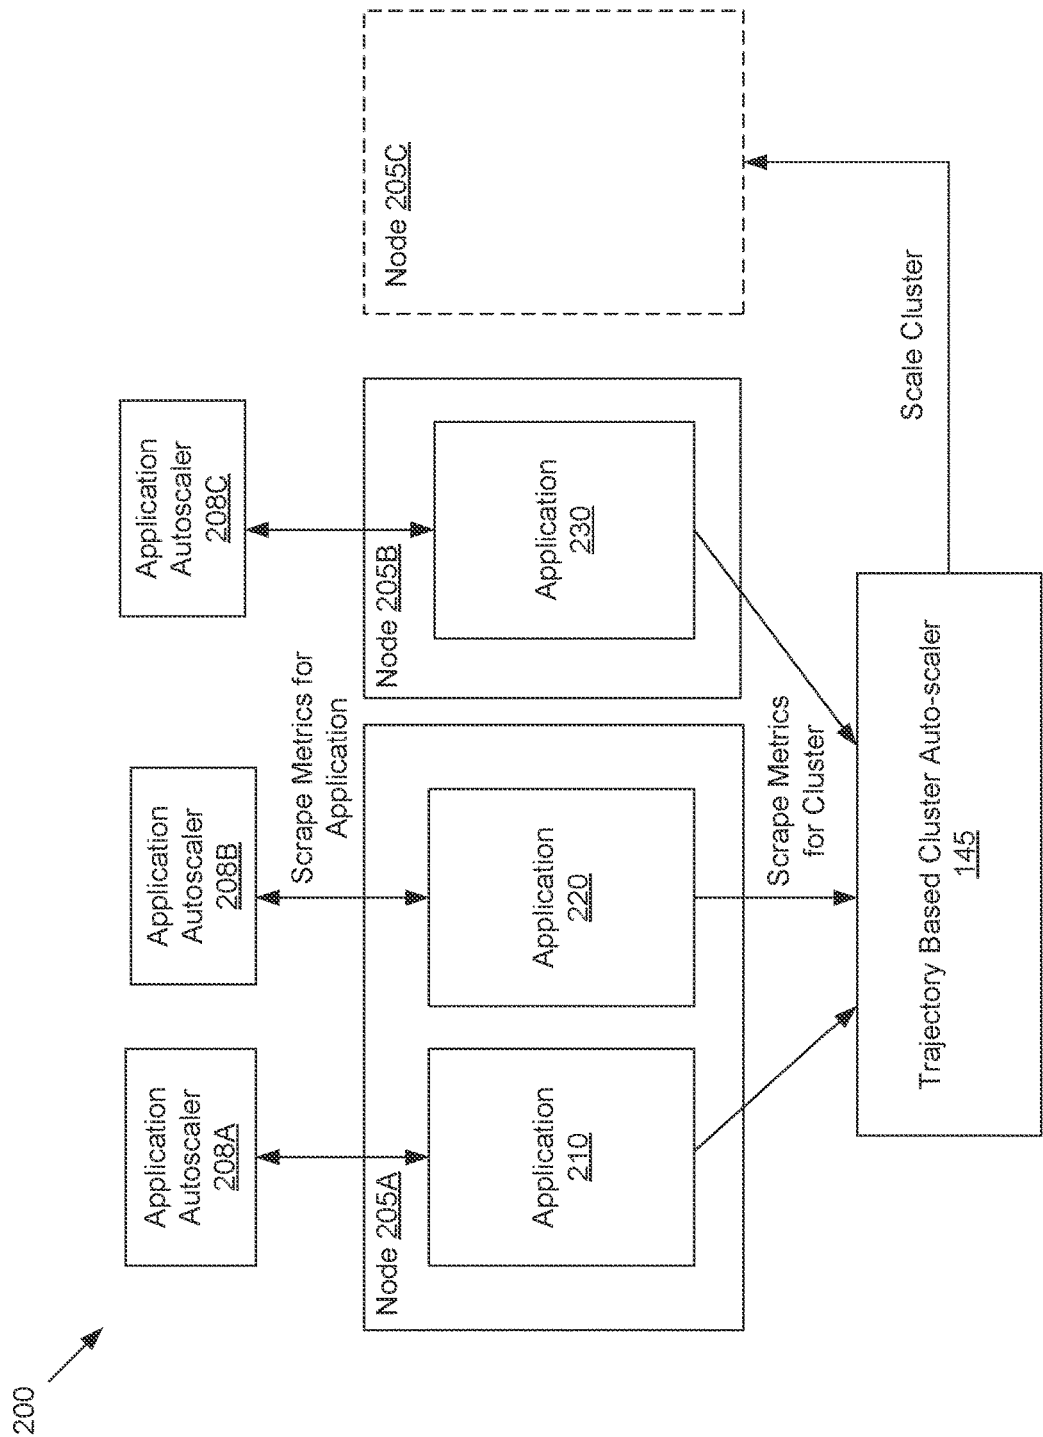 200
Application
Autoscaler
208A
Application
Autoscaler
208B
Application
Autoscaler
208C
Scrape Metrics for
Application
Node 205A
Application
210
Application
220
Node 205B
Application
230
Node 205C
Scrape Metrics
for Cluster
Scale Cluster
Trajectory Based Cluster Auto-scaler
145